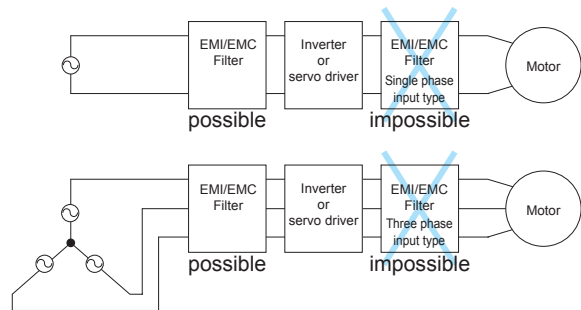 EMI/EMC
Filter
Inverter
or
servo driver
EMI/EMC
Filter
Single phase
input type
Motor
possible
impossible
EMI/EMC
Filter
Inverter
or
servo driver
EMI/EMC
Filter
Three phase
input type
Motor
possible
impossible